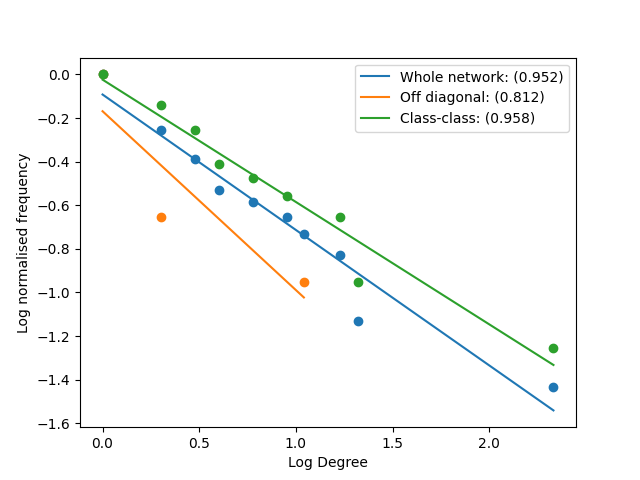 Whole network: (0.952)
Off diagonal: (0.812)
Class-class: (0.958)
Log normalised frequency
0.0
−0.2
−0.4
−0.6
−0.8
−1.0
−1.2
−1.4
−1.6
0.0 0.5 1.0 1.5 2.0
Log Degree